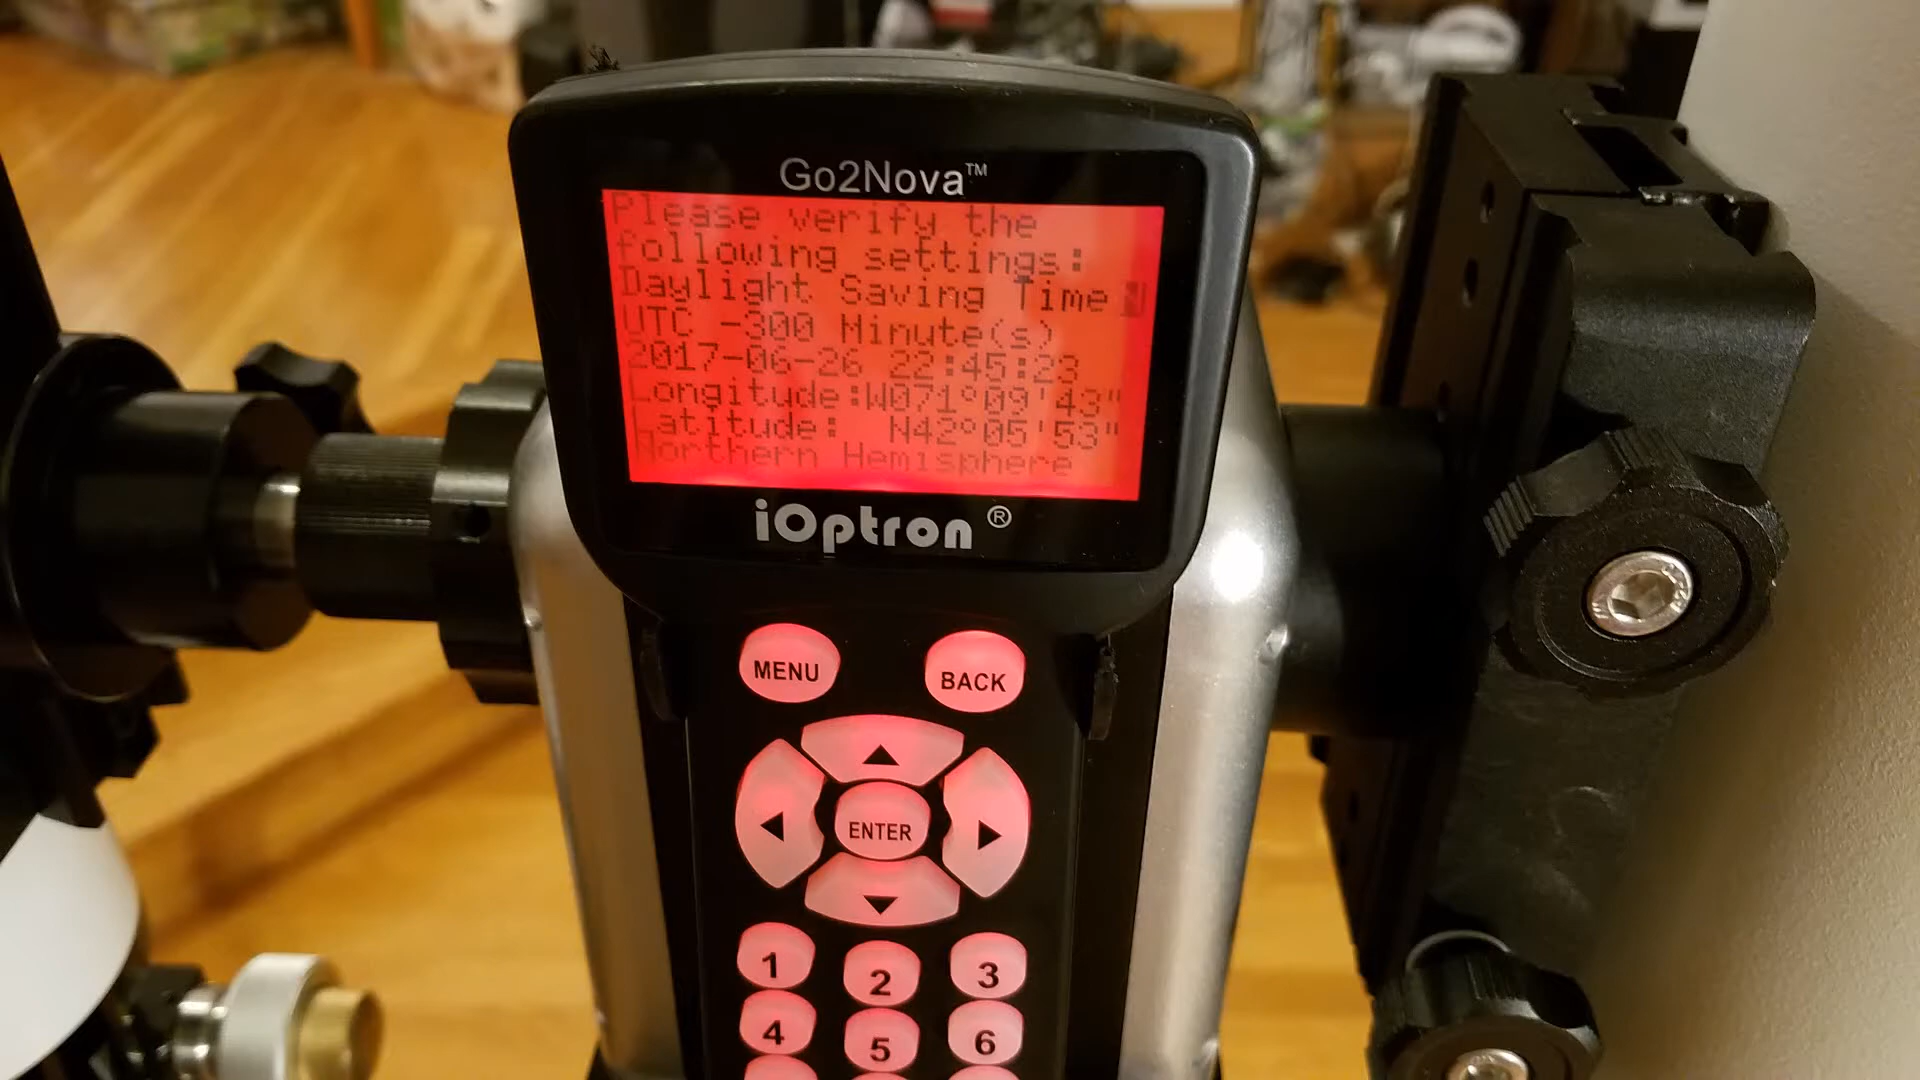 Go2Nova™
Please verify the
following settings:
Daylight Saving Time
UTC -300 Minute(s)
2017-06-26 22:45:23
Longitude:W071°09'43"
Latitude: N42°05'53"
Northern Hemisphere
iOptron®
MENU BACK
ENTER
1 2 3
4 5 6